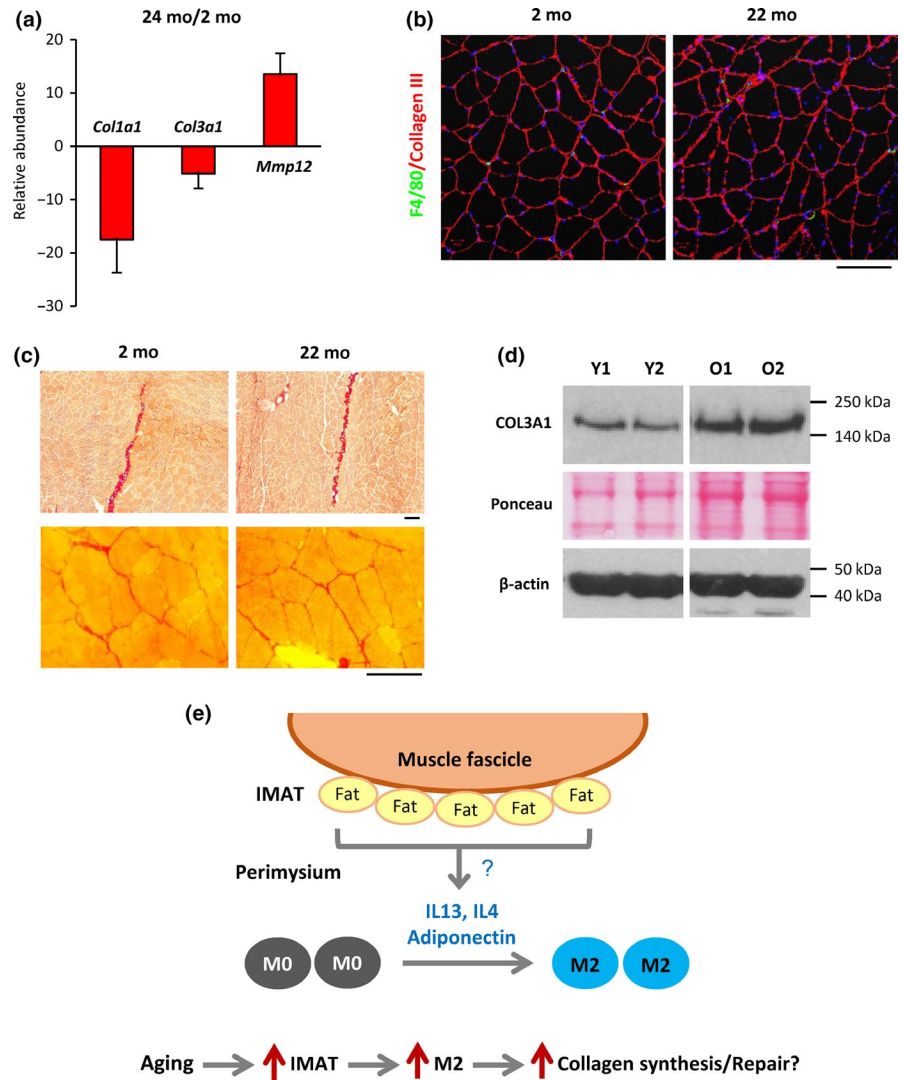 (a)
24 mo/2 mo
Relative abundance
20
10
0
−10
−20
−30
Col1a1
Col3a1
Mmp12
(b)
2 mo
22 mo
F4/80/Collagen III
(c)
2 mo
22 mo
(d)
Y1 Y2 O1 O2
COL3A1
250 kDa
140 kDa
Ponceau
β-actin
50 kDa
40 kDa
(e)
Muscle fascicle
IMAT
Fat Fat Fat Fat Fat
Perimysium
?
IL13, IL4
Adiponectin
M0 M0 M2 M2
Aging IMAT M2 Collagen synthesis/Repair?